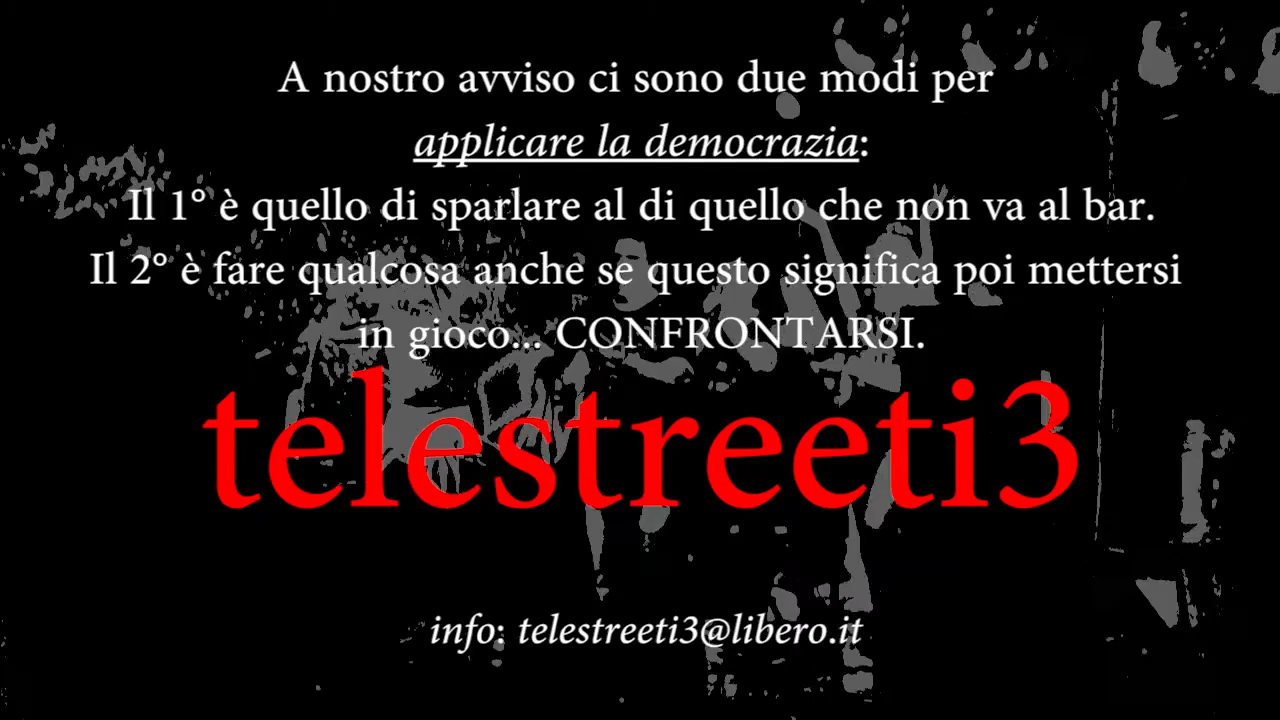 A nostro avviso ci sono due modi per
applicare la democrazia:
Il 1° è quello di sparlare al di quello che non va al bar.
Il 2° è fare qualcosa anche se questo significa poi mettersi
in gioco... CONFRONTARSI.
telestreeti3
info: telestreeti3@libero.it